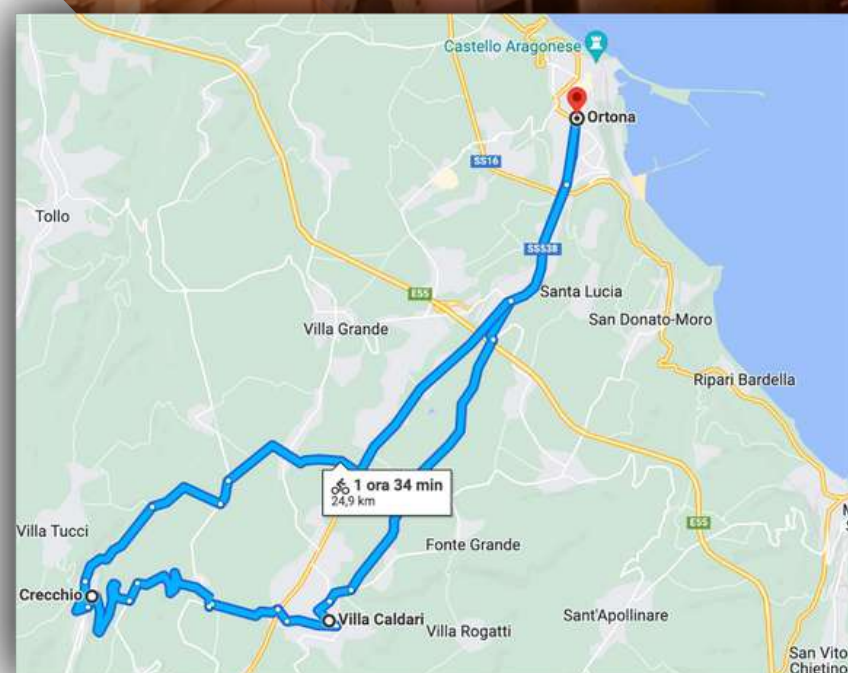 Castello Aragonese
Ortona
SS16
Tollo
SS538
E55
Santa Lucia
San Donato-Moro
Villa Grande
Ripari Bardella
1 ora 34 min
24,9 km
Villa Tucci
E55
Fonte Grande
Crecchio
Villa Caldari
Villa Rogatti
Sant'Apollinare
San Vito
Chietino